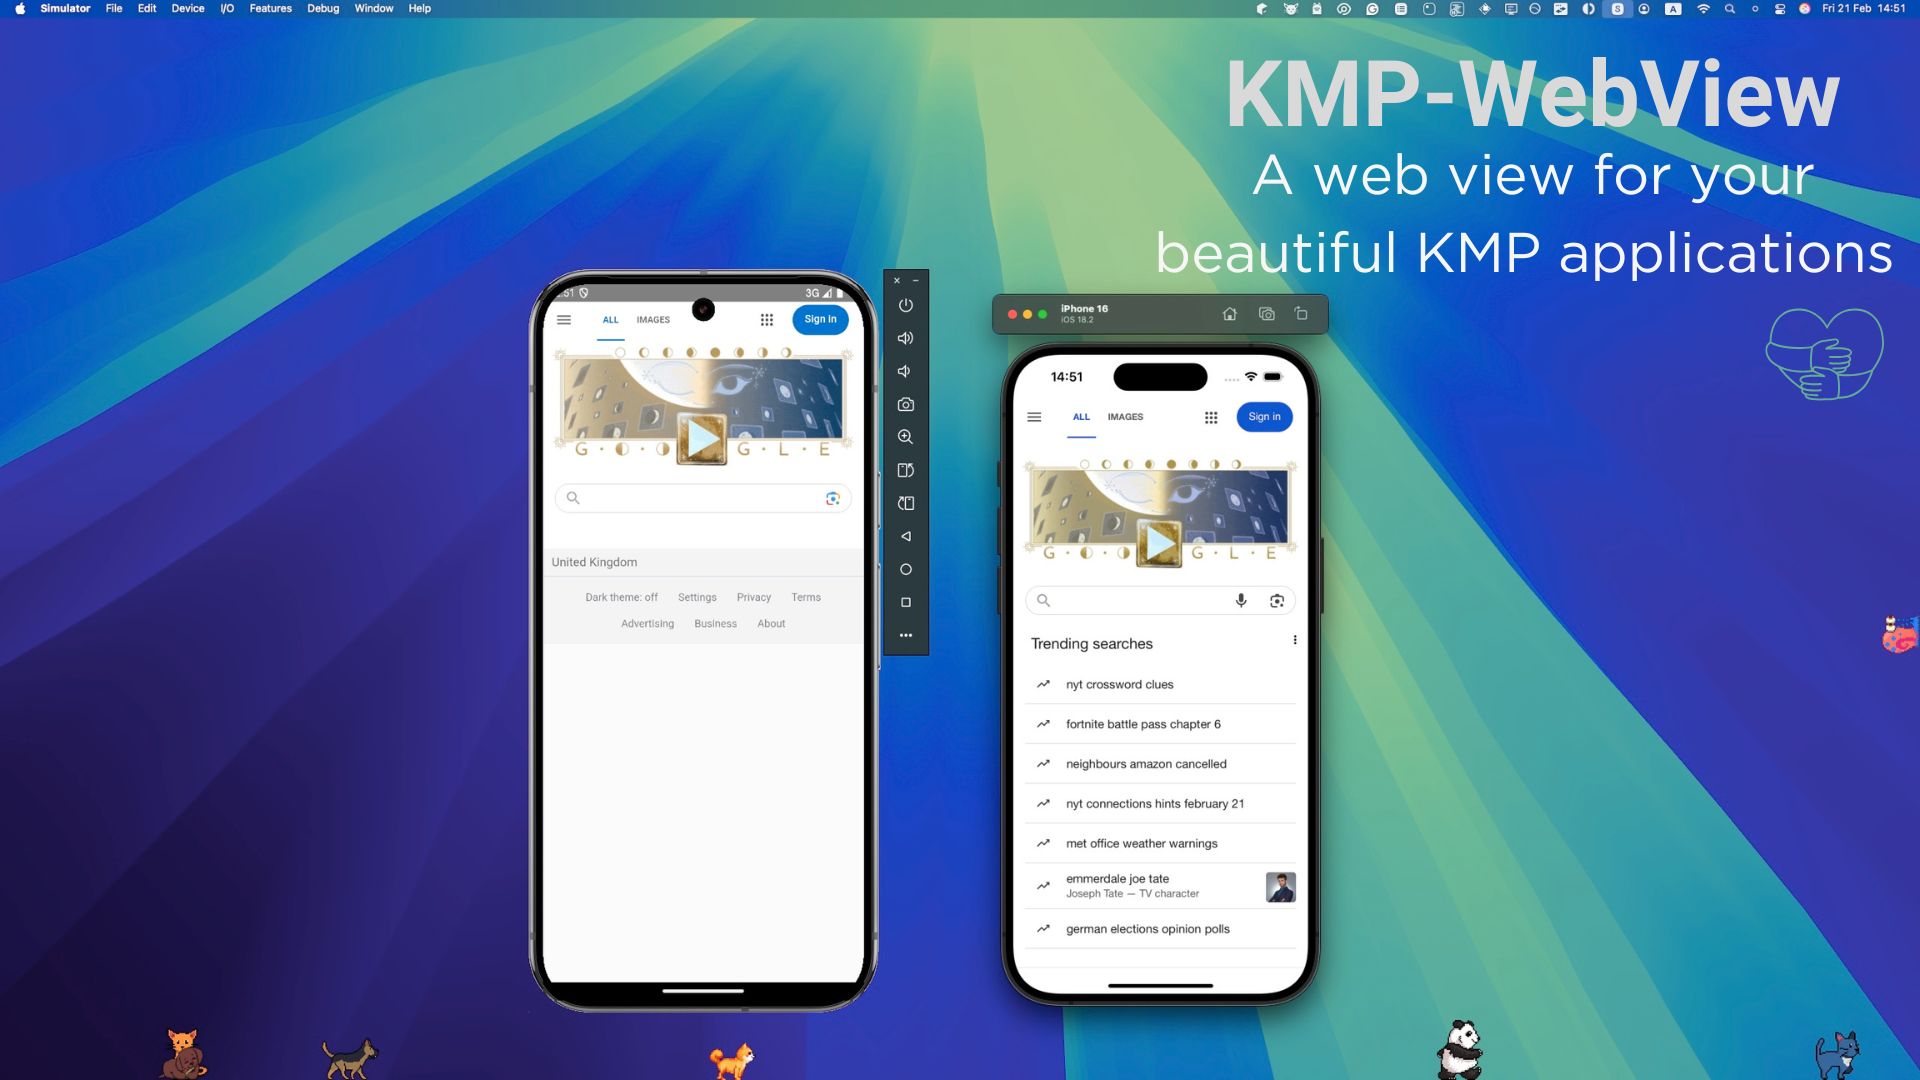 Simulator File Edit Device I/O Features Debug Window Help
A
Fri 21 Feb 14:51
KMP-WebView
A web view for your
beautiful KMP applications
:51
3G
ALL IMAGES
Sign in
G O O G L E
United Kingdom
Dark theme: off Settings Privacy Terms
Advertising Business About
iPhone 16
iOS 18.2
14:51
ALL IMAGES
Sign in
G O O G L E
Trending searches
nyt crossword clues
fortnite battle pass chapter 6
neighbours amazon cancelled
nyt connections hints february 21
met office weather warnings
emmerdale joe tate
Joseph Tate — TV character
german elections opinion polls